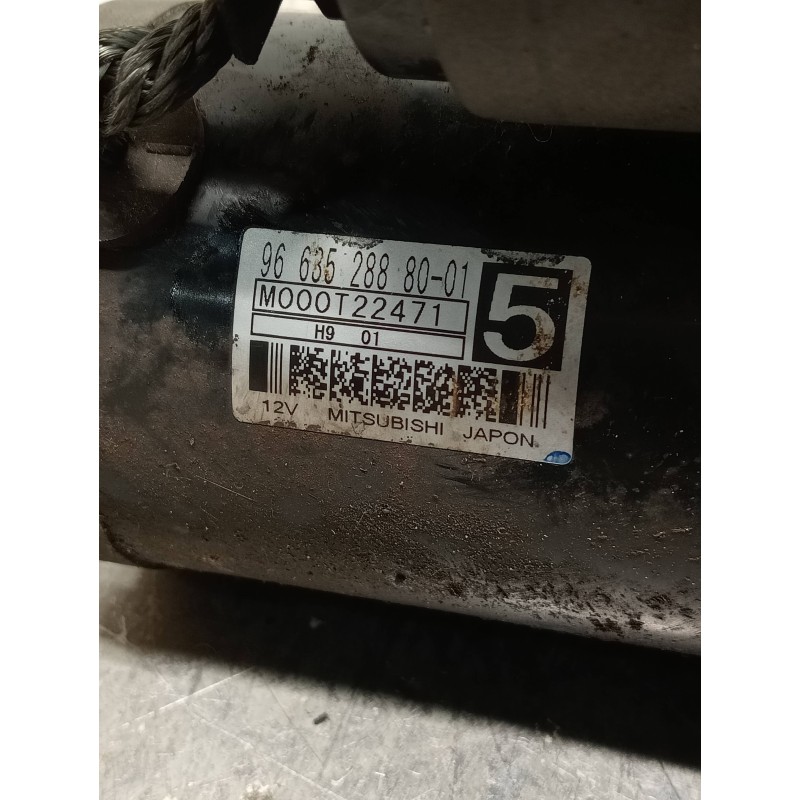 96 635 288 80-01
M000T22471
5
H9 01
12V MITSUBISHI JAPON